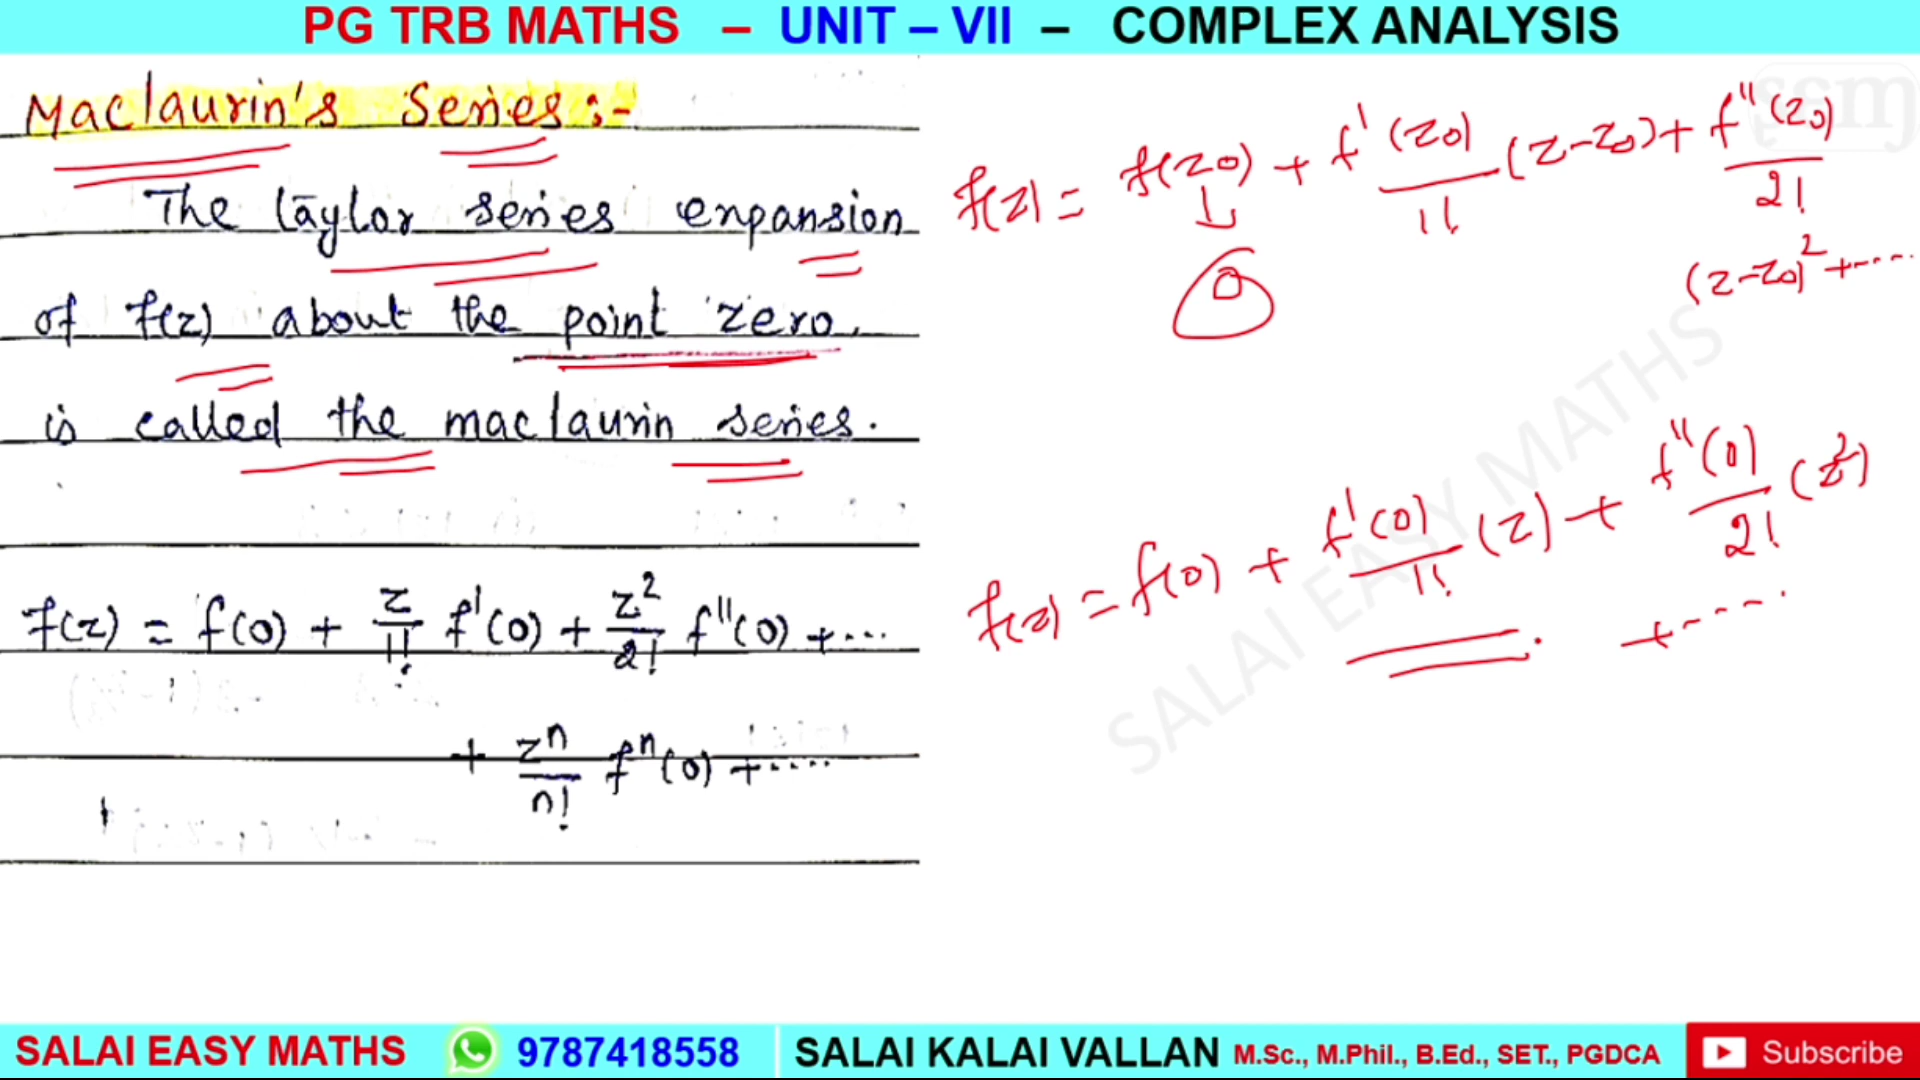 PG TRB MATHS – UNIT – VII – COMPLEX ANALYSIS
Maclaurin's Series:-
The Taylor series expansion
of f(z) about the point zero.
is called the maclaurin series.
f(z) = f(0) + z/1! f'(0) + z²/2! f''(0) + ...
+ zⁿ/n! fⁿ(0) + ....
f(z) = f(z0) + f'(z0)/1! (z-z0) + f''(z0)/2!
(z-z0)² + ....
0
f(z) = f(0) + f'(0)/1! (z) + f''(0)/2! (z²)
+ ....
SALAI EASY MATHS
SALAI EASY MATHS 9787418558 SALAI KALAI VALLAN M.Sc., M.Phil., B.Ed., SET., PGDCA Subscribe